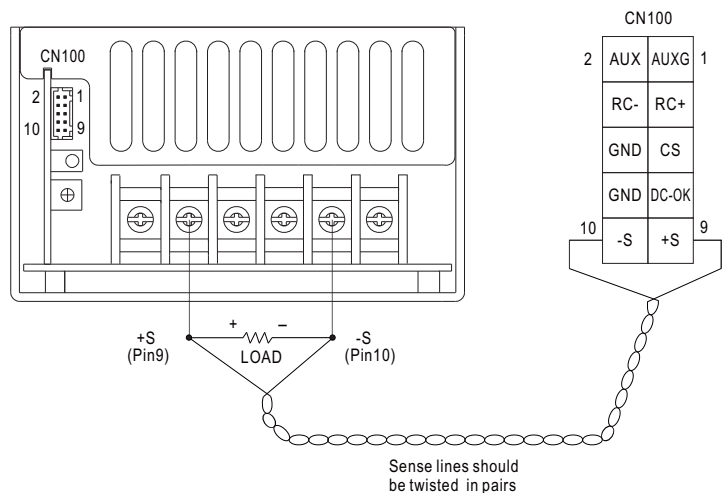 CN100
2 1
10 9
+S
(Pin9)
+ –
LOAD
-S
(Pin10)
CN100
2 AUX AUXG 1
RC- RC+
GND CS
GND DC-OK
10 -S +S 9
Sense lines should
be twisted in pairs